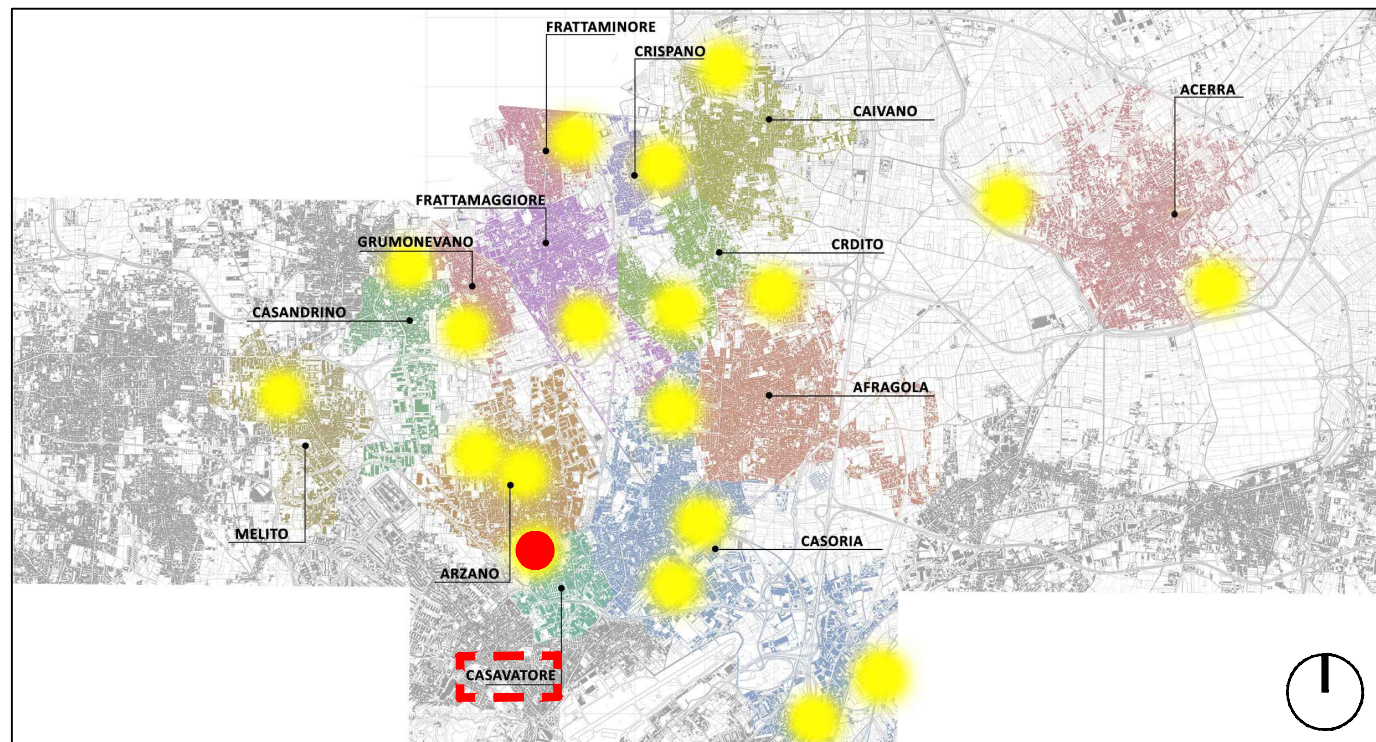 FRATTAMINORE
CRISPANO
ACERRA
CAIVANO
FRATTAMAGGIORE
GRUMONEVANO
CRDITO
CASANDRINO
AFRAGOLA
MELITO
CASORIA
ARZANO
CASAVATORE